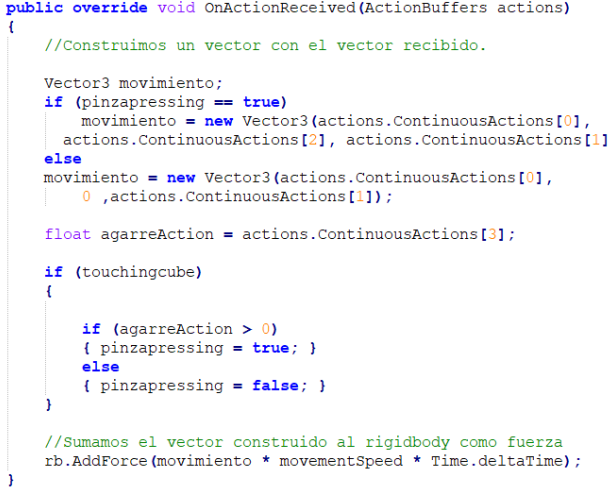 public override void OnActionReceived(ActionBuffers actions)
{
//Construimos un vector con el vector recibido.
Vector3 movimiento;
if (pinzapressing == true)
movimiento = new Vector3(actions.ContinuousActions[0],
actions.ContinuousActions[2], actions.ContinuousActions[1]
else
movimiento = new Vector3(actions.ContinuousActions[0],
0 ,actions.ContinuousActions[1]);
float agarreAction = actions.ContinuousActions[3];
if (touchingcube)
{
if (agarreAction > 0)
{ pinzapressing = true; }
else
{ pinzapressing = false; }
}
//Sumamos el vector construido al rigidbody como fuerza
rb.AddForce(movimiento * movementSpeed * Time.deltaTime);
}